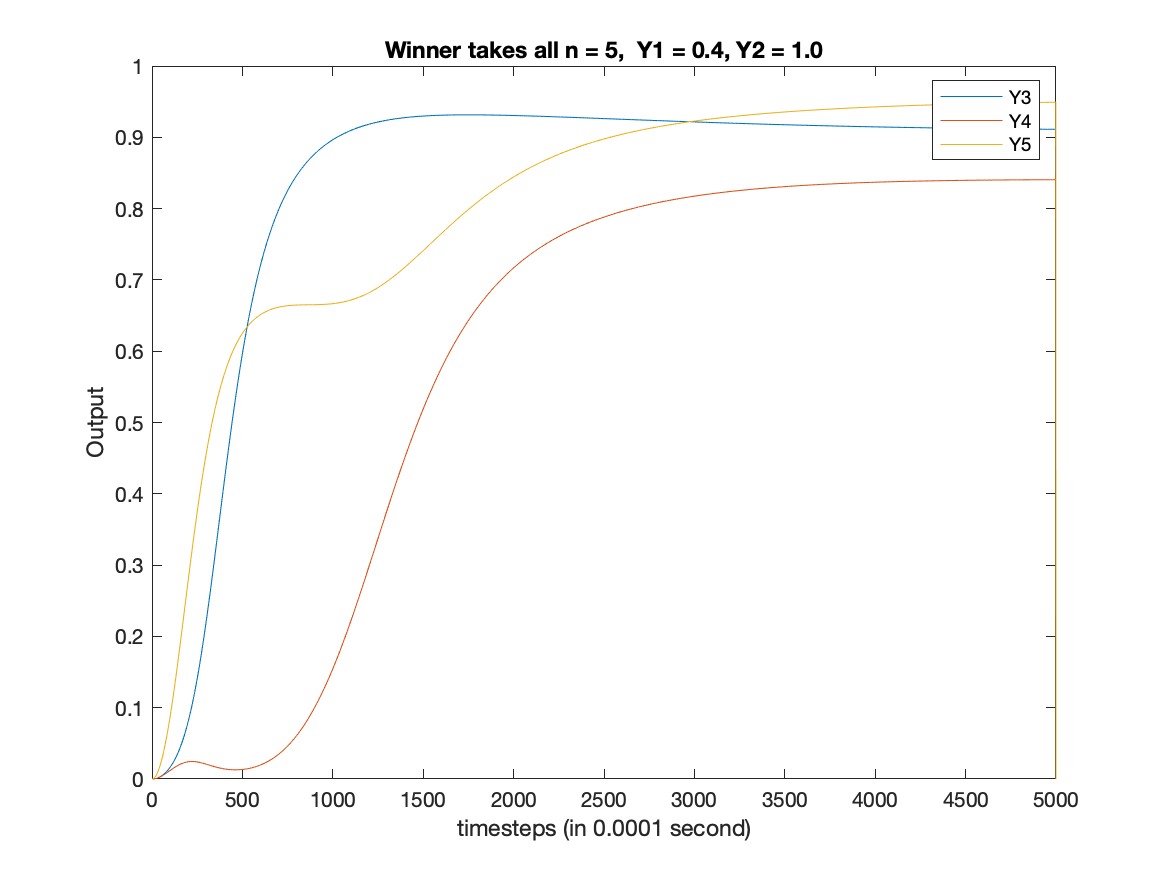 Winner takes all n = 5,  Y1 = 0.4, Y2 = 1.0
1
0.9
0.8
0.7
0.6
0.5
0.4
0.3
0.2
0.1
0
Output
Y3
Y4
Y5
0 500 1000 1500 2000 2500 3000 3500 4000 4500 5000
timesteps (in 0.0001 second)